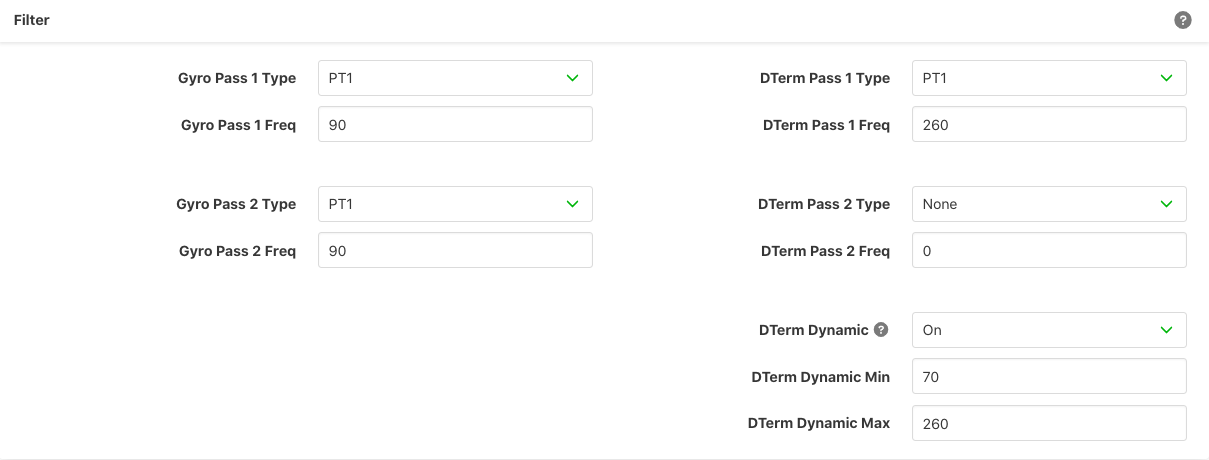 Filter ?
Gyro Pass 1 Type PT1 DTerm Pass 1 Type PT1
Gyro Pass 1 Freq 90 DTerm Pass 1 Freq 260
Gyro Pass 2 Type PT1 DTerm Pass 2 Type None
Gyro Pass 2 Freq 90 DTerm Pass 2 Freq 0
DTerm Dynamic ? On
DTerm Dynamic Min 70
DTerm Dynamic Max 260